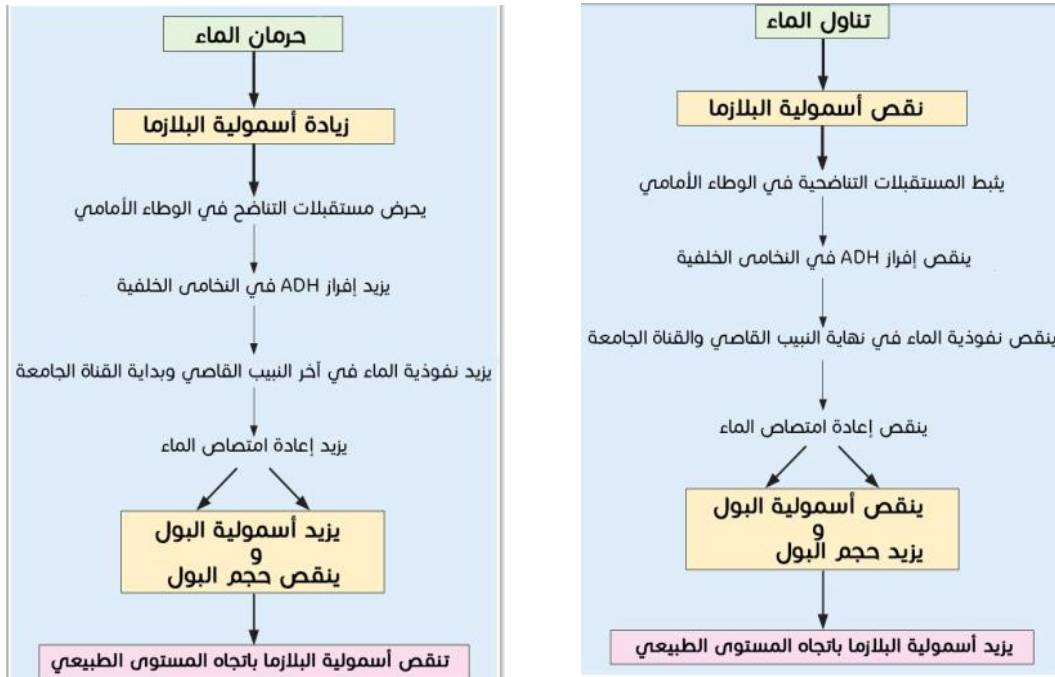 تناول الماء
نقص أسمولية البلازما
يثبط المستقبلات التناضحية في الوطاء الأمامي
ينقص إفراز ADH في النخامى الخلفية
ينقص نفوذية الماء في نهاية النبيب القاصي والقناة الجامعة
ينقص إعادة امتصاص الماء
ينقص أسمولية البول
و
يزيد حجم البول
يزيد أسمولية البلازما باتجاه المستوى الطبيعي
حرمان الماء
زيادة أسمولية البلازما
يحرض مستقبلات التناضح في الوطاء الأمامي
يزيد إفراز ADH في النخامى الخلفية
يزيد نفوذية الماء في آخر النبيب القاصي وبداية القناة الجامعة
يزيد إعادة امتصاص الماء
يزيد أسمولية البول
و
ينقص حجم البول
تنقص أسمولية البلازما باتجاه المستوى الطبيعي